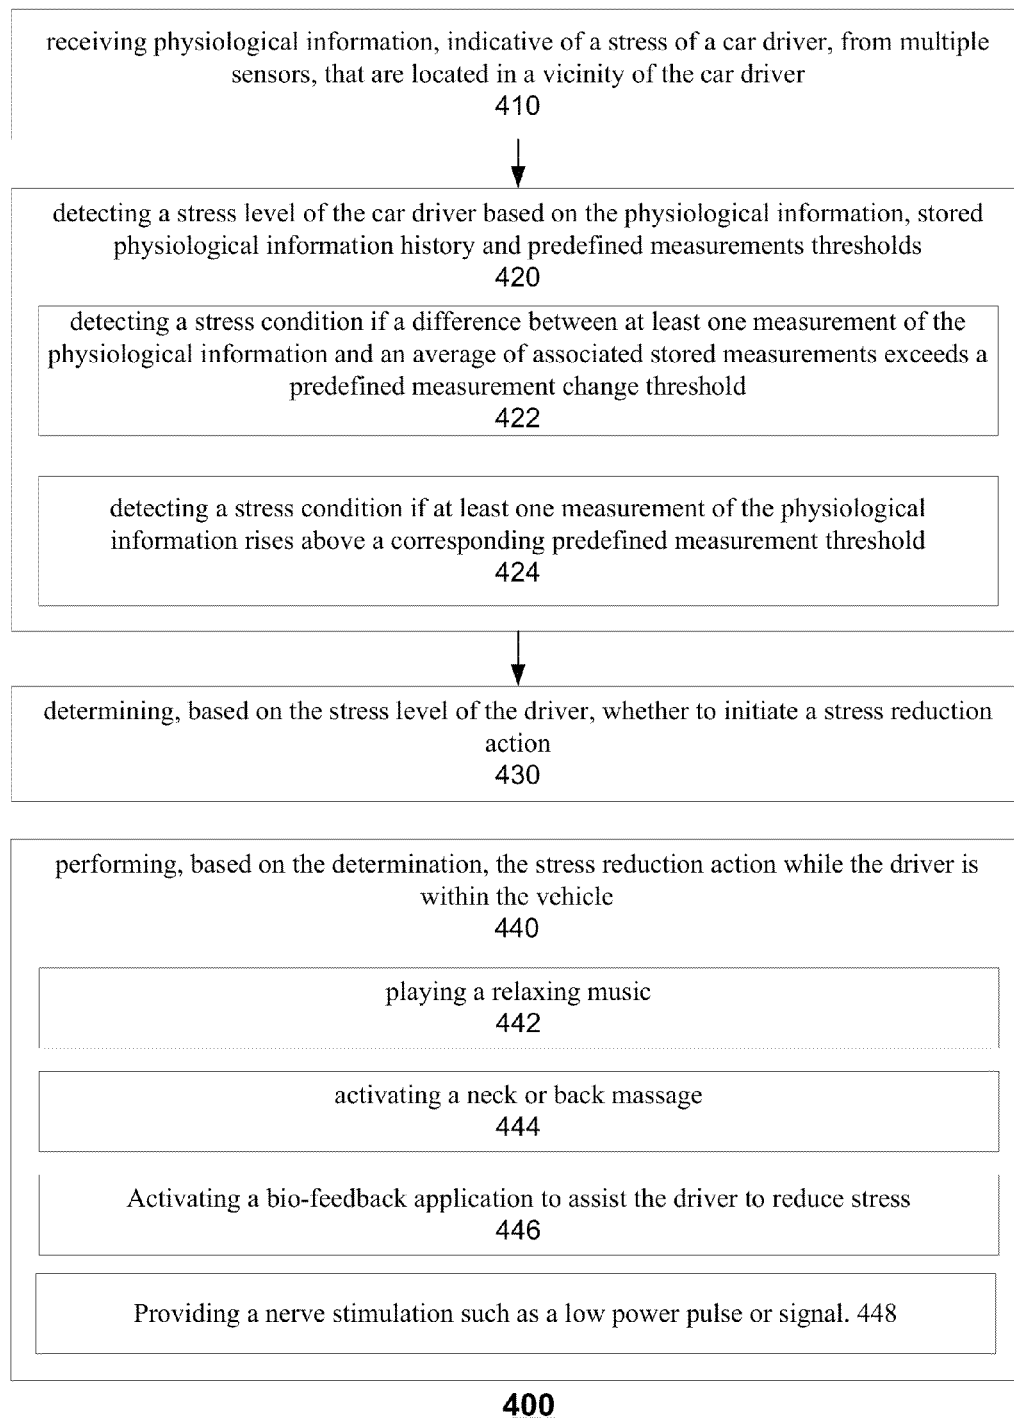 receiving physiological information, indicative of a stress of a car driver, from multiple
sensors, that are located in a vicinity of the car driver
410
detecting a stress level of the car driver based on the physiological information, stored
physiological information history and predefined measurements thresholds
420
detecting a stress condition if a difference between at least one measurement of the
physiological information and an average of associated stored measurements exceeds a
predefined measurement change threshold
422
detecting a stress condition if at least one measurement of the physiological
information rises above a corresponding predefined measurement threshold
424
determining, based on the stress level of the driver, whether to initiate a stress reduction
action
430
performing, based on the determination, the stress reduction action while the driver is
within the vehicle
440
playing a relaxing music
442
activating a neck or back massage
444
Activating a bio-feedback application to assist the driver to reduce stress
446
Providing a nerve stimulation such as a low power pulse or signal. 448
400